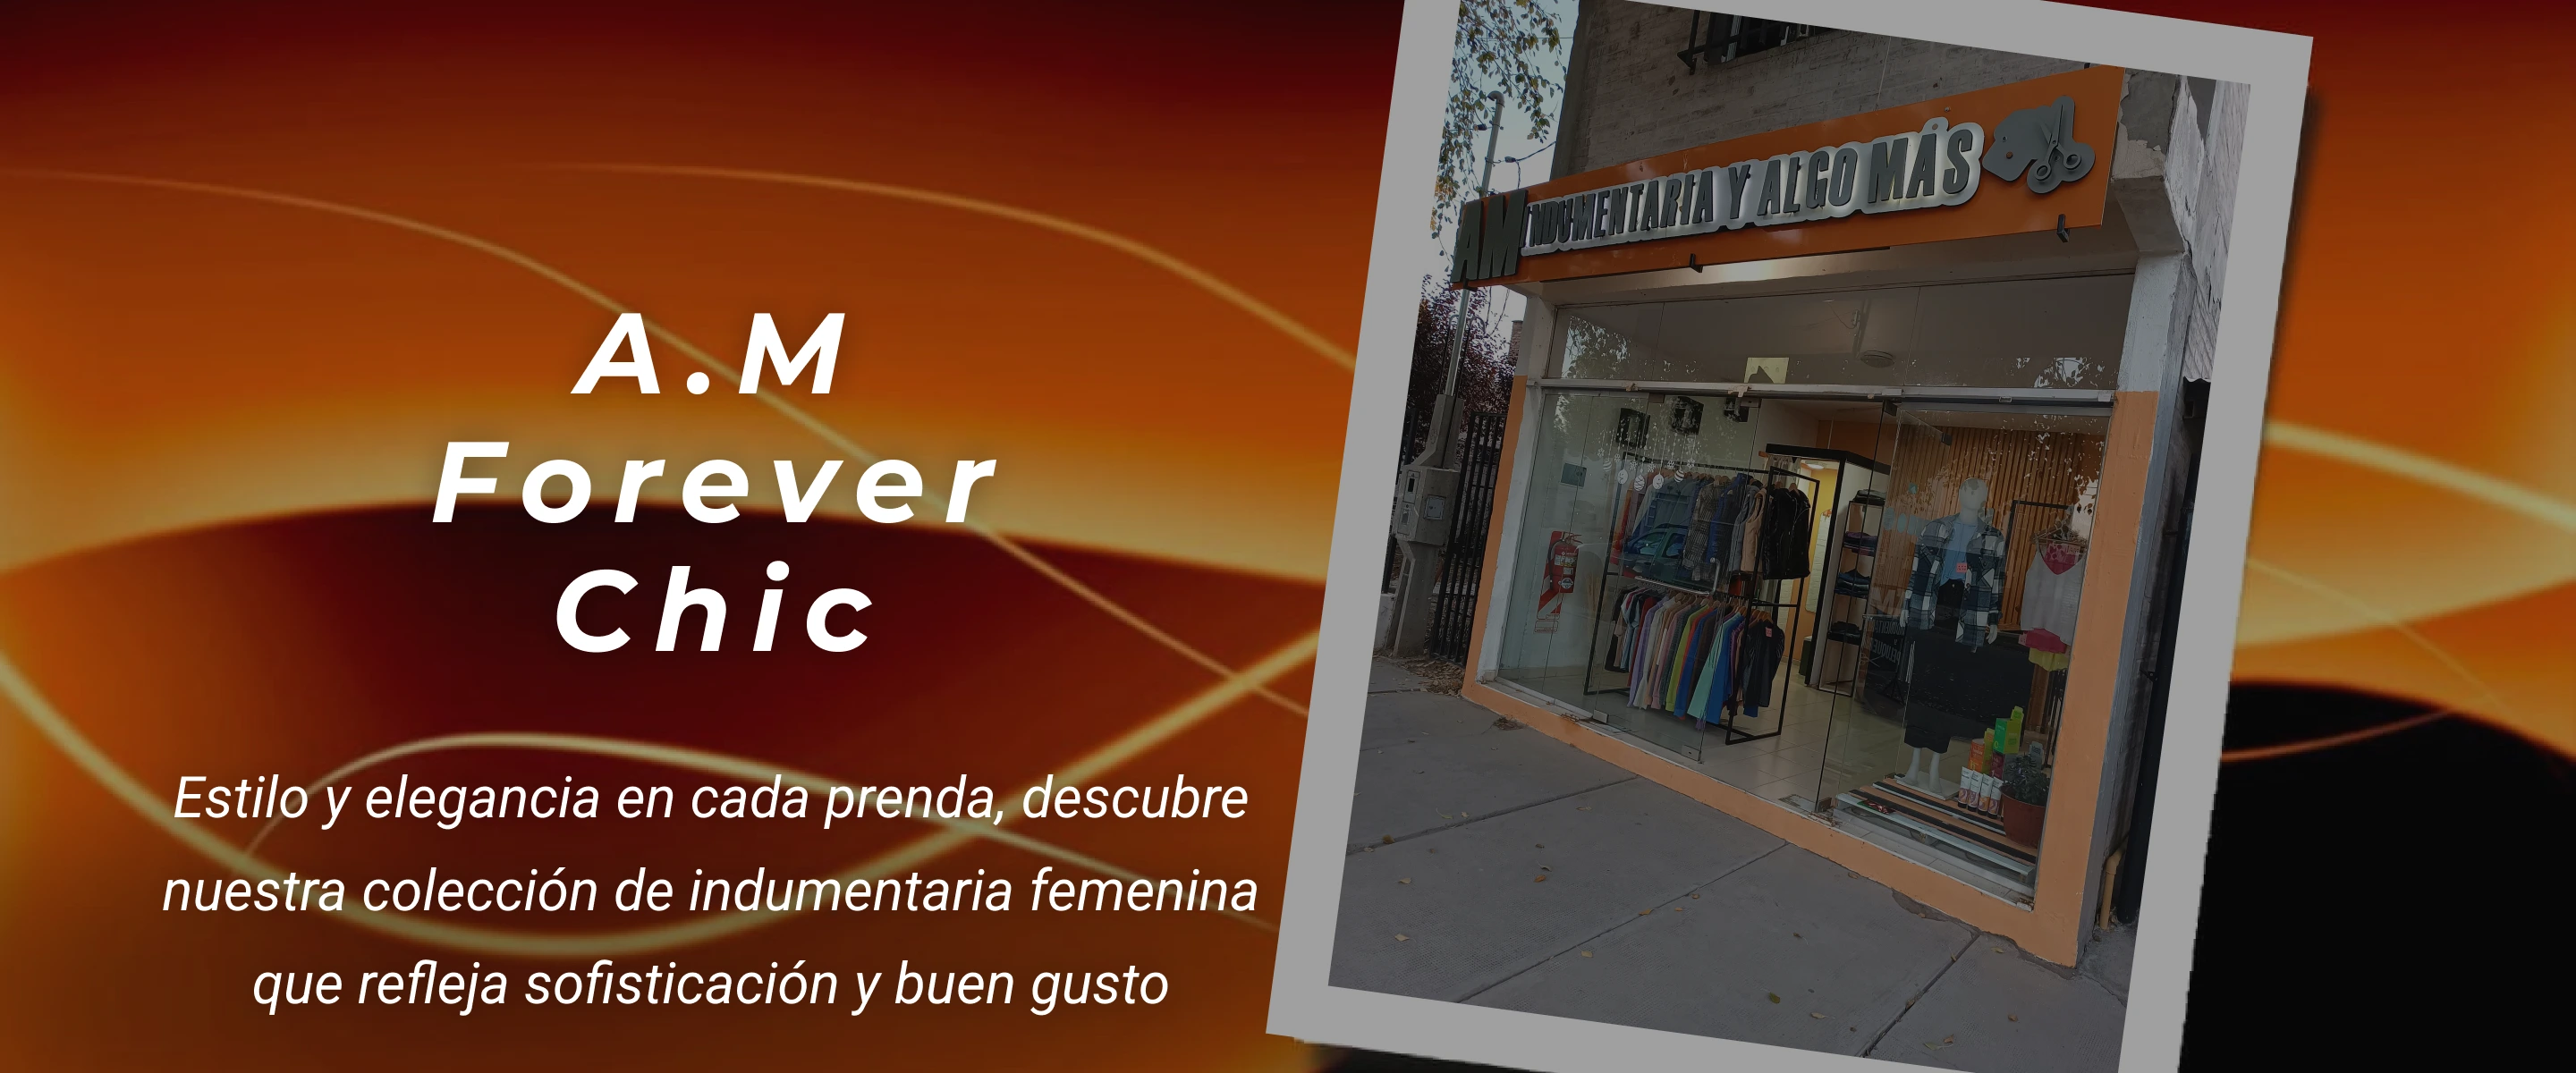 A.M
Forever
Chic
Estilo y elegancia en cada prenda, descubre
nuestra colección de indumentaria femenina
que refleja sofisticación y buen gusto
AM INDUMENTARIA Y ALGO MÁS